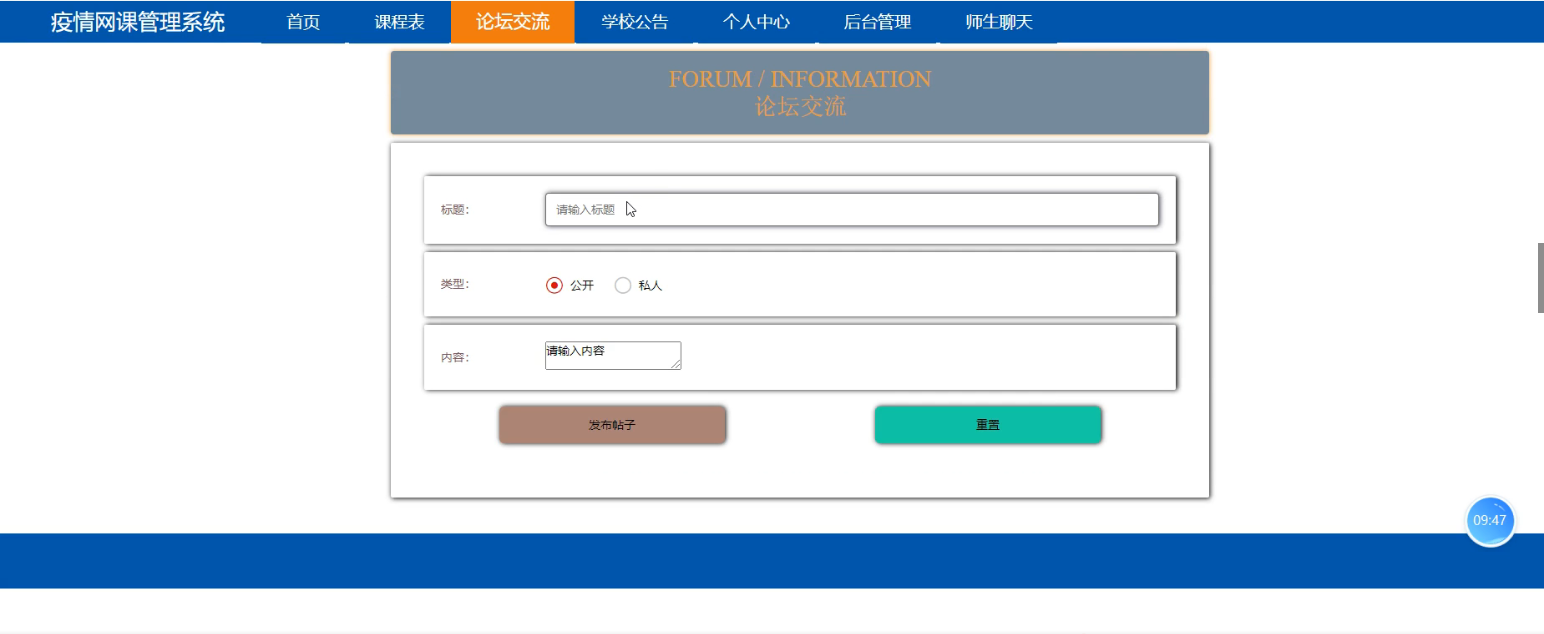 疫情网课管理系统 首页 课程表 论坛交流 学校公告 个人中心 后台管理 师生聊天
FORUM / INFORMATION
论坛交流
标题: 请输入标题
类型: 公开 私人
内容: 请输入内容
发布帖子 重置
09:47